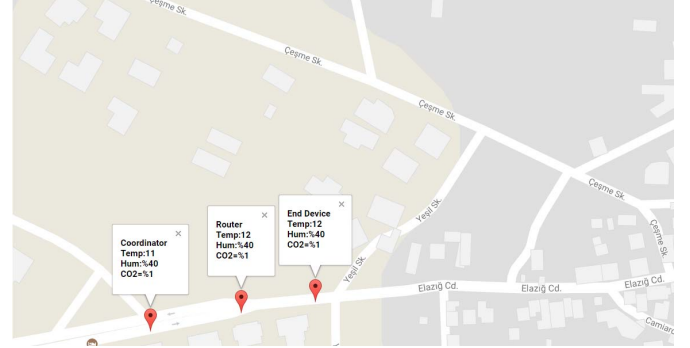 Çeşme Sk.
Çeşme Sk.
Çeşme Sk.
Çeşme Sk.
Çeşme Sk.
Yeşil Sk.
Yeşil Sk.
Coordinator
Temp:11
Hum:%40
CO2=%1
Router
Temp:12
Hum:%40
CO2=%1
End Device
Temp:12
Hum:%40
CO2=%1
Elazığ Cd.
Elazığ Cd.
Elazığ Cd.